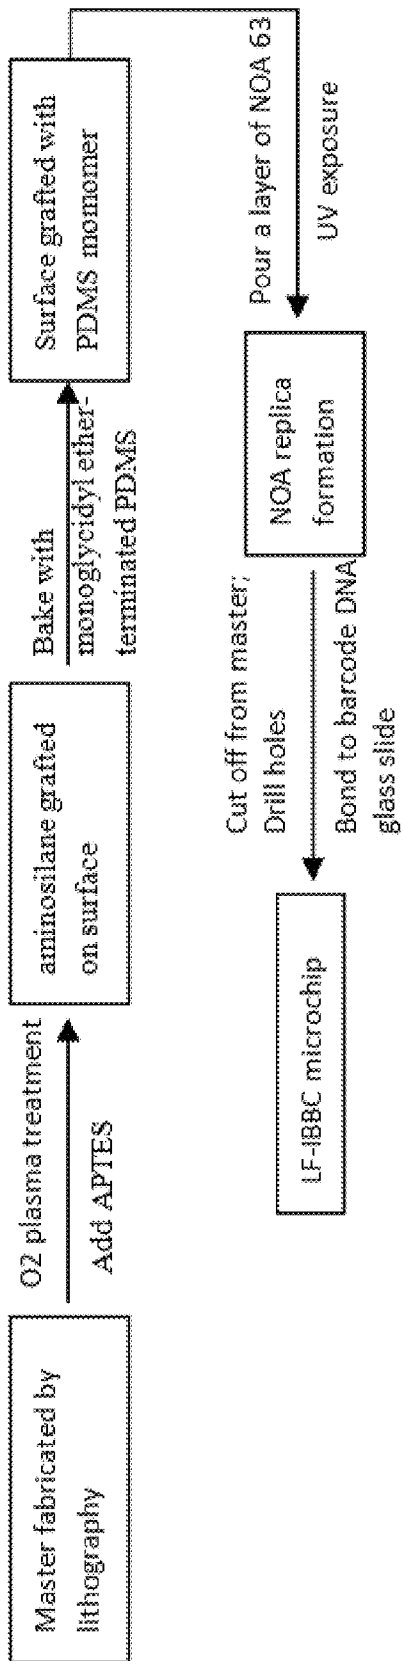 Master fabricated by
lithography
O2 plasma treatment
Add APTES
aminosilane grafted
on surface
Bake with
monoglycidyl ether-
terminated PDMS
Surface grafted with
PDMS momomer
Pour a layer of NOA 63
UV exposure
NOA replica
formation
Cut off from master;
Drill holes
Bond to barcode DNA
glass slide
LF-IBBC microchip